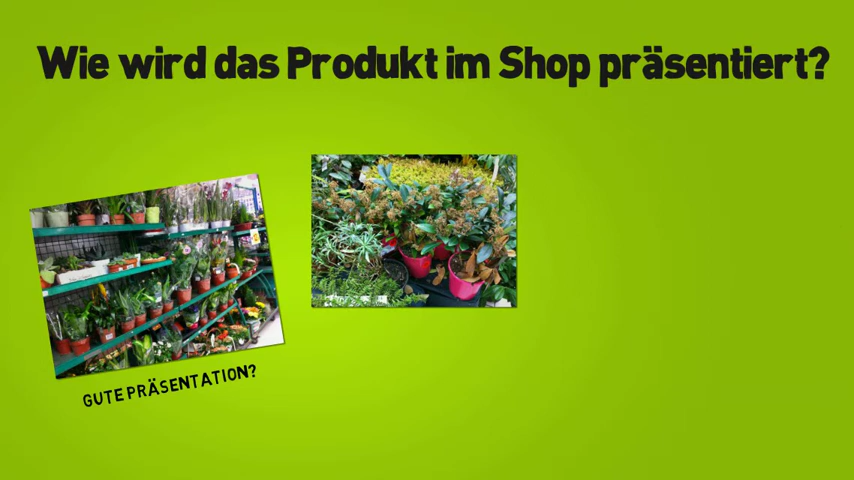 Wie wird das Produkt im Shop präsentiert?
GUTE PRÄSENTATION?